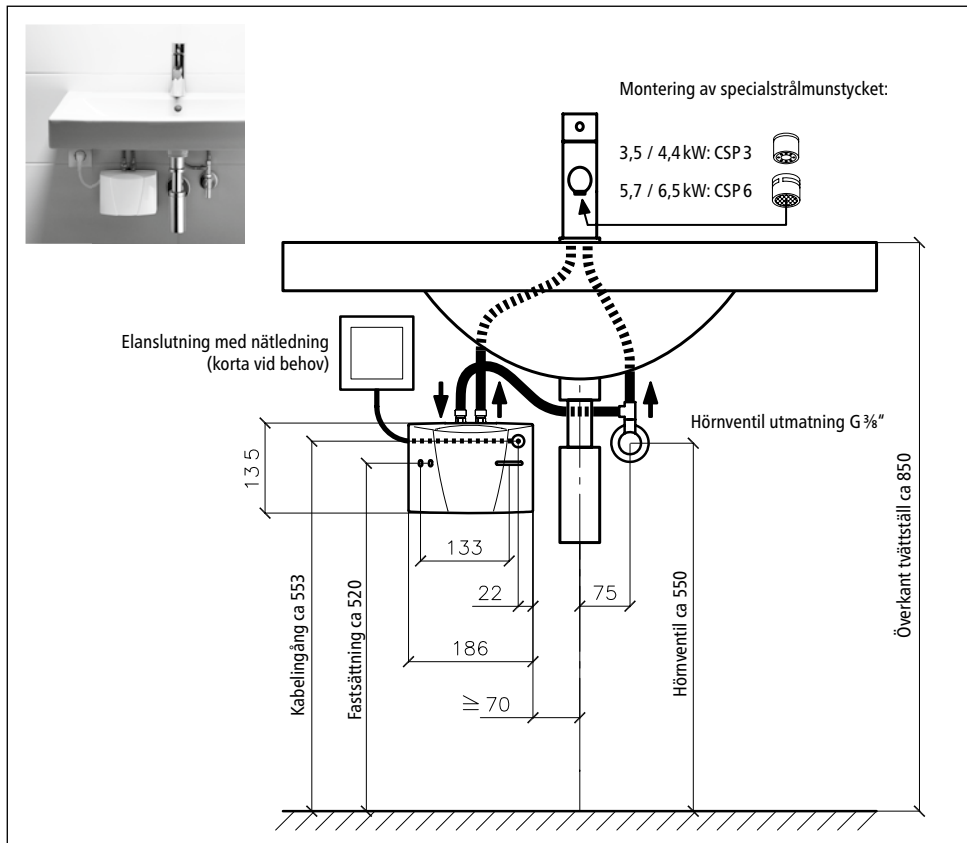 Montering av specialstrålmunstycket:
3,5 / 4,4 kW: CSP 3
5,7 / 6,5 kW: CSP 6
Elanslutning med nätledning
(korta vid behov)
Hörnventil utmatning G ⅜"
135
133
22
75
186
≥ 70
Kabelingång ca 553
Fastsättning ca 520
Hörnventil ca 550
Överkant tvättställ ca 850